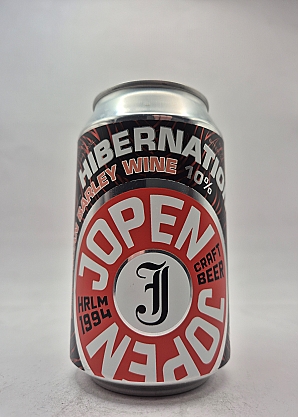 HIBERNATIO
BARLEY WINE 10%
JOPEN
CRAFT
BEER
J
HRLM
1994
JOPEN